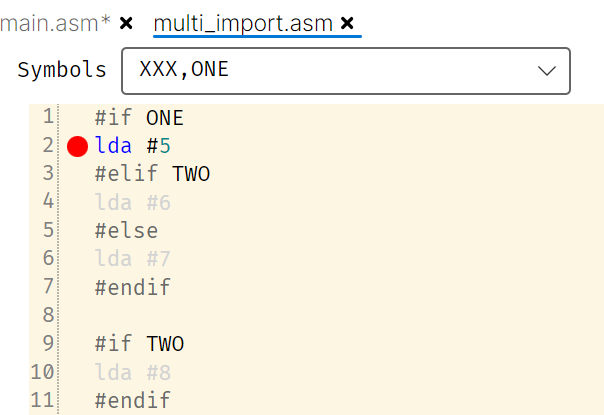 main.asm* × multi_import.asm ×
Symbols XXX,ONE
1 #if ONE
2 lda #5
3 #elif TWO
4 lda #6
5 #else
6 lda #7
7 #endif
8
9 #if TWO
10 lda #8
11 #endif